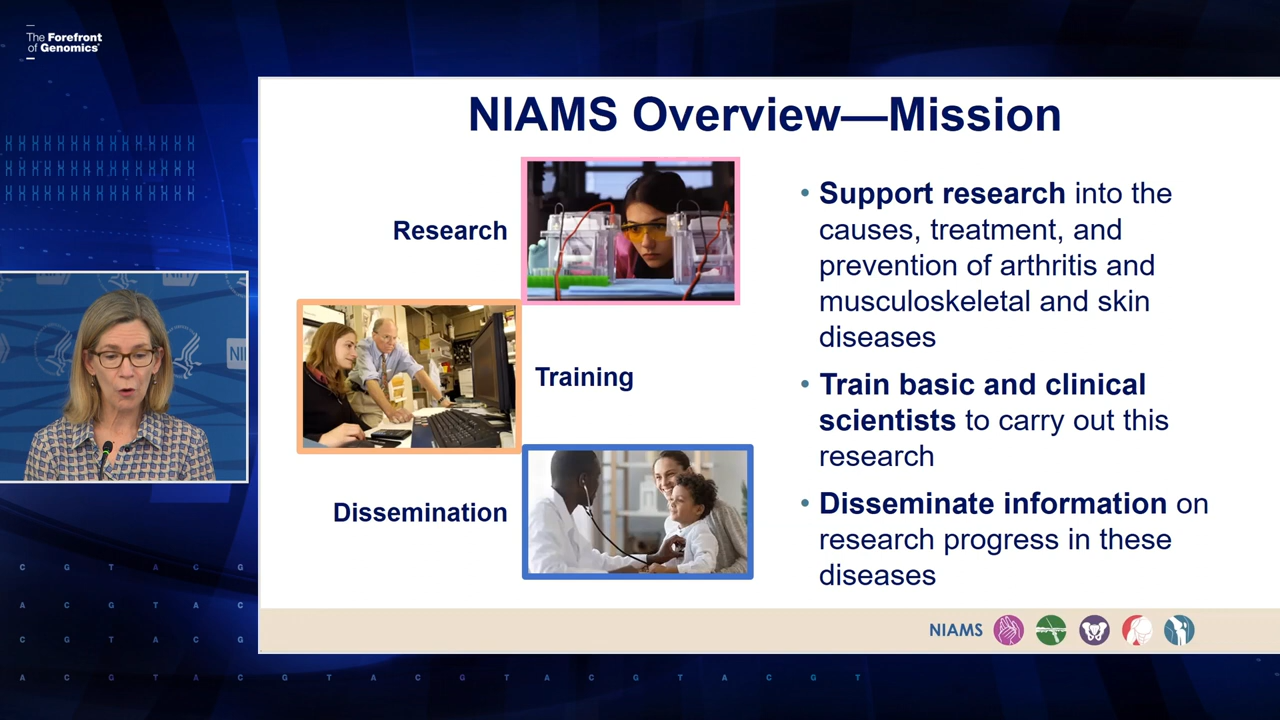 The Forefront
of Genomics
NIAMS Overview—Mission
Research
Training
Dissemination
• Support research into the
causes, treatment, and
prevention of arthritis and
musculoskeletal and skin
diseases
• Train basic and clinical
scientists to carry out this
research
• Disseminate information on
research progress in these
diseases
NIAMS
C G T A C G
A C G T A C
C G T A C G
A C G T A C G T A C G T A C G T A C G T